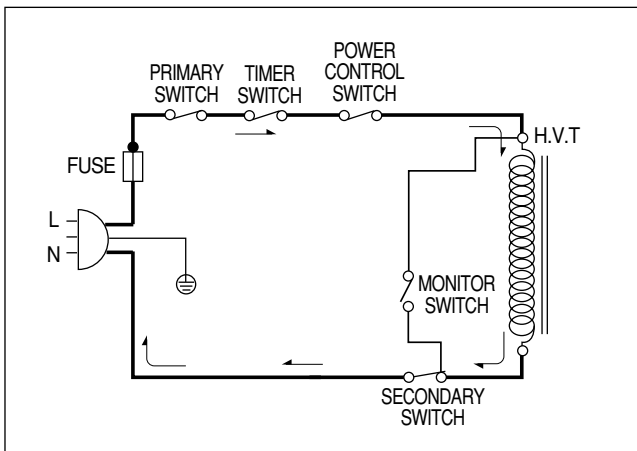 POWER
CONTROL
SWITCH
PRIMARY
SWITCH
TIMER
SWITCH
H.V.T
FUSE
L
N
MONITOR
SWITCH
SECONDARY
SWITCH